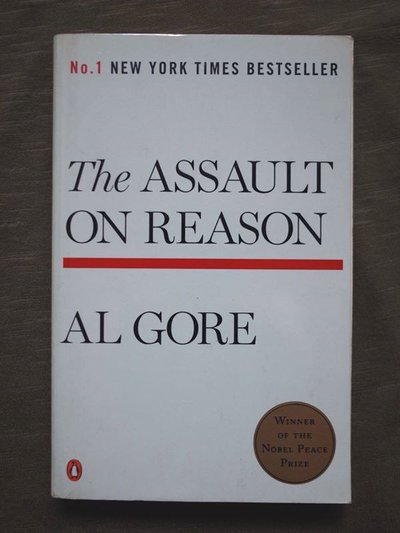 No.1 NEW YORK TIMES BESTSELLER
The ASSAULT
ON REASON
AL GORE
WINNER
OF THE
NOBEL PEACE
PRIZE